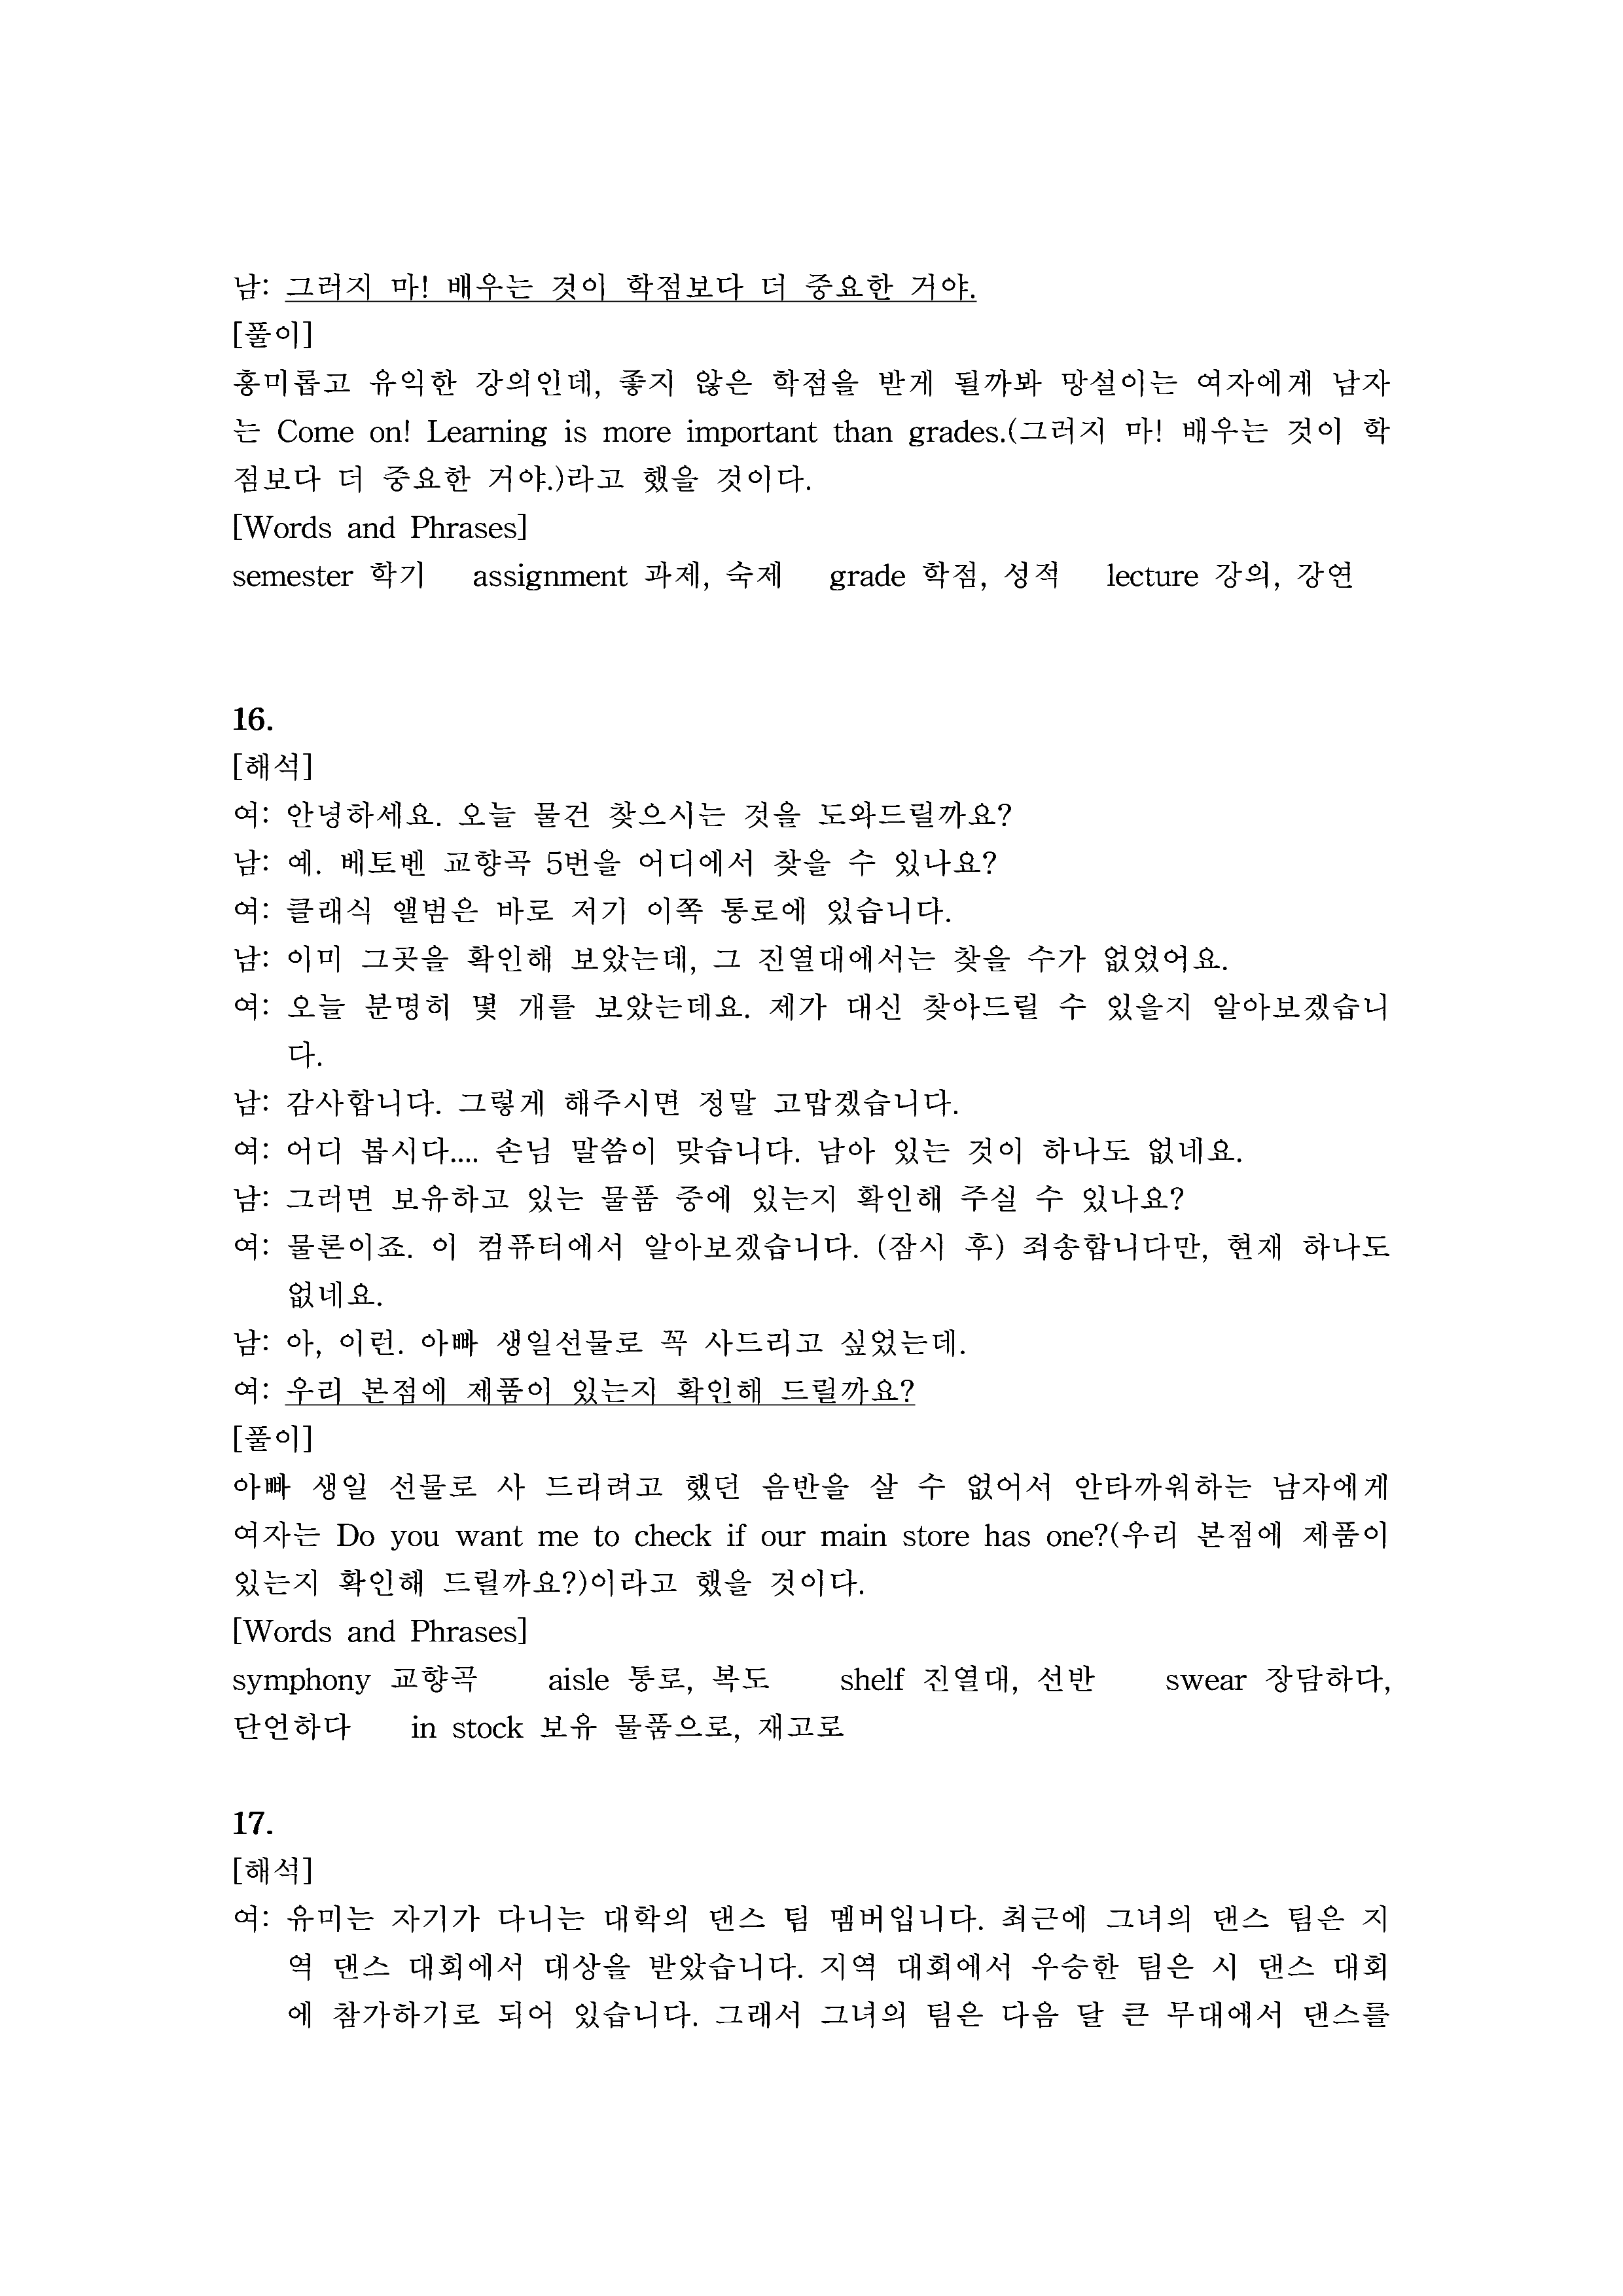 남: 그러지 마! 배우는 것이 학점보다 더 중요한 거야.
[풀이]
흥미롭고 유익한 강의인데, 좋지 않은 학점을 받게 될까봐 망설이는 여자에게 남자
는 Come on! Learning is more important than grades.(그러지 마! 배우는 것이 학
점보다 더 중요한 거야.)라고 했을 것이다.
[Words and Phrases]
semester 학기 assignment 과제, 숙제 grade 학점, 성적 lecture 강의, 강연
16.
[해석]
여: 안녕하세요. 오늘 물건 찾으시는 것을 도와드릴까요?
남: 예. 베토벤 교향곡 5번을 어디에서 찾을 수 있나요?
여: 클래식 앨범은 바로 저기 이쪽 통로에 있습니다.
남: 이미 그곳을 확인해 보았는데, 그 진열대에서는 찾을 수가 없었어요.
여: 오늘 분명히 몇 개를 보았는데요. 제가 대신 찾아드릴 수 있을지 알아보겠습니
다.
남: 감사합니다. 그렇게 해주시면 정말 고맙겠습니다.
여: 어디 봅시다.... 손님 말씀이 맞습니다. 남아 있는 것이 하나도 없네요.
남: 그러면 보유하고 있는 물품 중에 있는지 확인해 주실 수 있나요?
여: 물론이죠. 이 컴퓨터에서 알아보겠습니다. (잠시 후) 죄송합니다만, 현재 하나도
없네요.
남: 아, 이런. 아빠 생일선물로 꼭 사드리고 싶었는데.
여: 우리 본점에 제품이 있는지 확인해 드릴까요?
[풀이]
아빠 생일 선물로 사 드리려고 했던 음반을 살 수 없어서 안타까워하는 남자에게
여자는 Do you want me to check if our main store has one?(우리 본점에 제품이
있는지 확인해 드릴까요?)이라고 했을 것이다.
[Words and Phrases]
symphony 교향곡 aisle 통로, 복도 shelf 진열대, 선반 swear 장담하다,
단언하다 in stock 보유 물품으로, 재고로
17.
[해석]
여: 유미는 자기가 다니는 대학의 댄스 팀 멤버입니다. 최근에 그녀의 댄스 팀은 지
역 댄스 대회에서 대상을 받았습니다. 지역 대회에서 우승한 팀은 시 댄스 대회
에 참가하기로 되어 있습니다. 그래서 그녀의 팀은 다음 달 큰 무대에서 댄스를